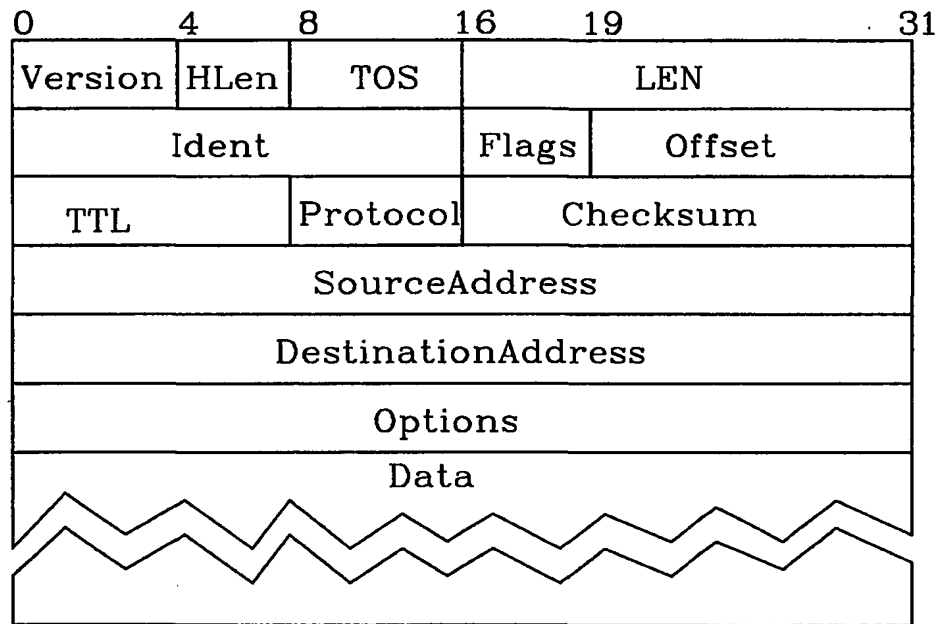 0 4 8 16 19 31
Version HLen TOS LEN
Ident Flags Offset
TTL Protocol Checksum
SourceAddress
DestinationAddress
Options
Data